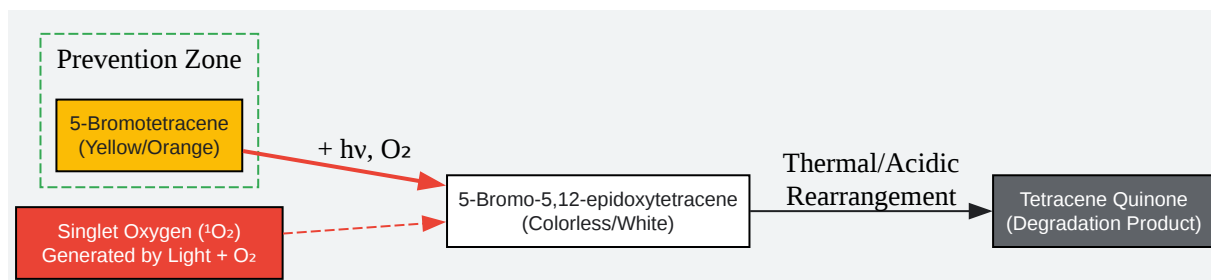 Prevention Zone
5-Bromotetracene
(Yellow/Orange)
+ hν, O₂
Singlet Oxygen (¹O₂)
Generated by Light + O₂
5-Bromo-5,12-epidoxytetracene
(Colorless/White)
Thermal/Acidic
Rearrangement
Tetracene Quinone
(Degradation Product)